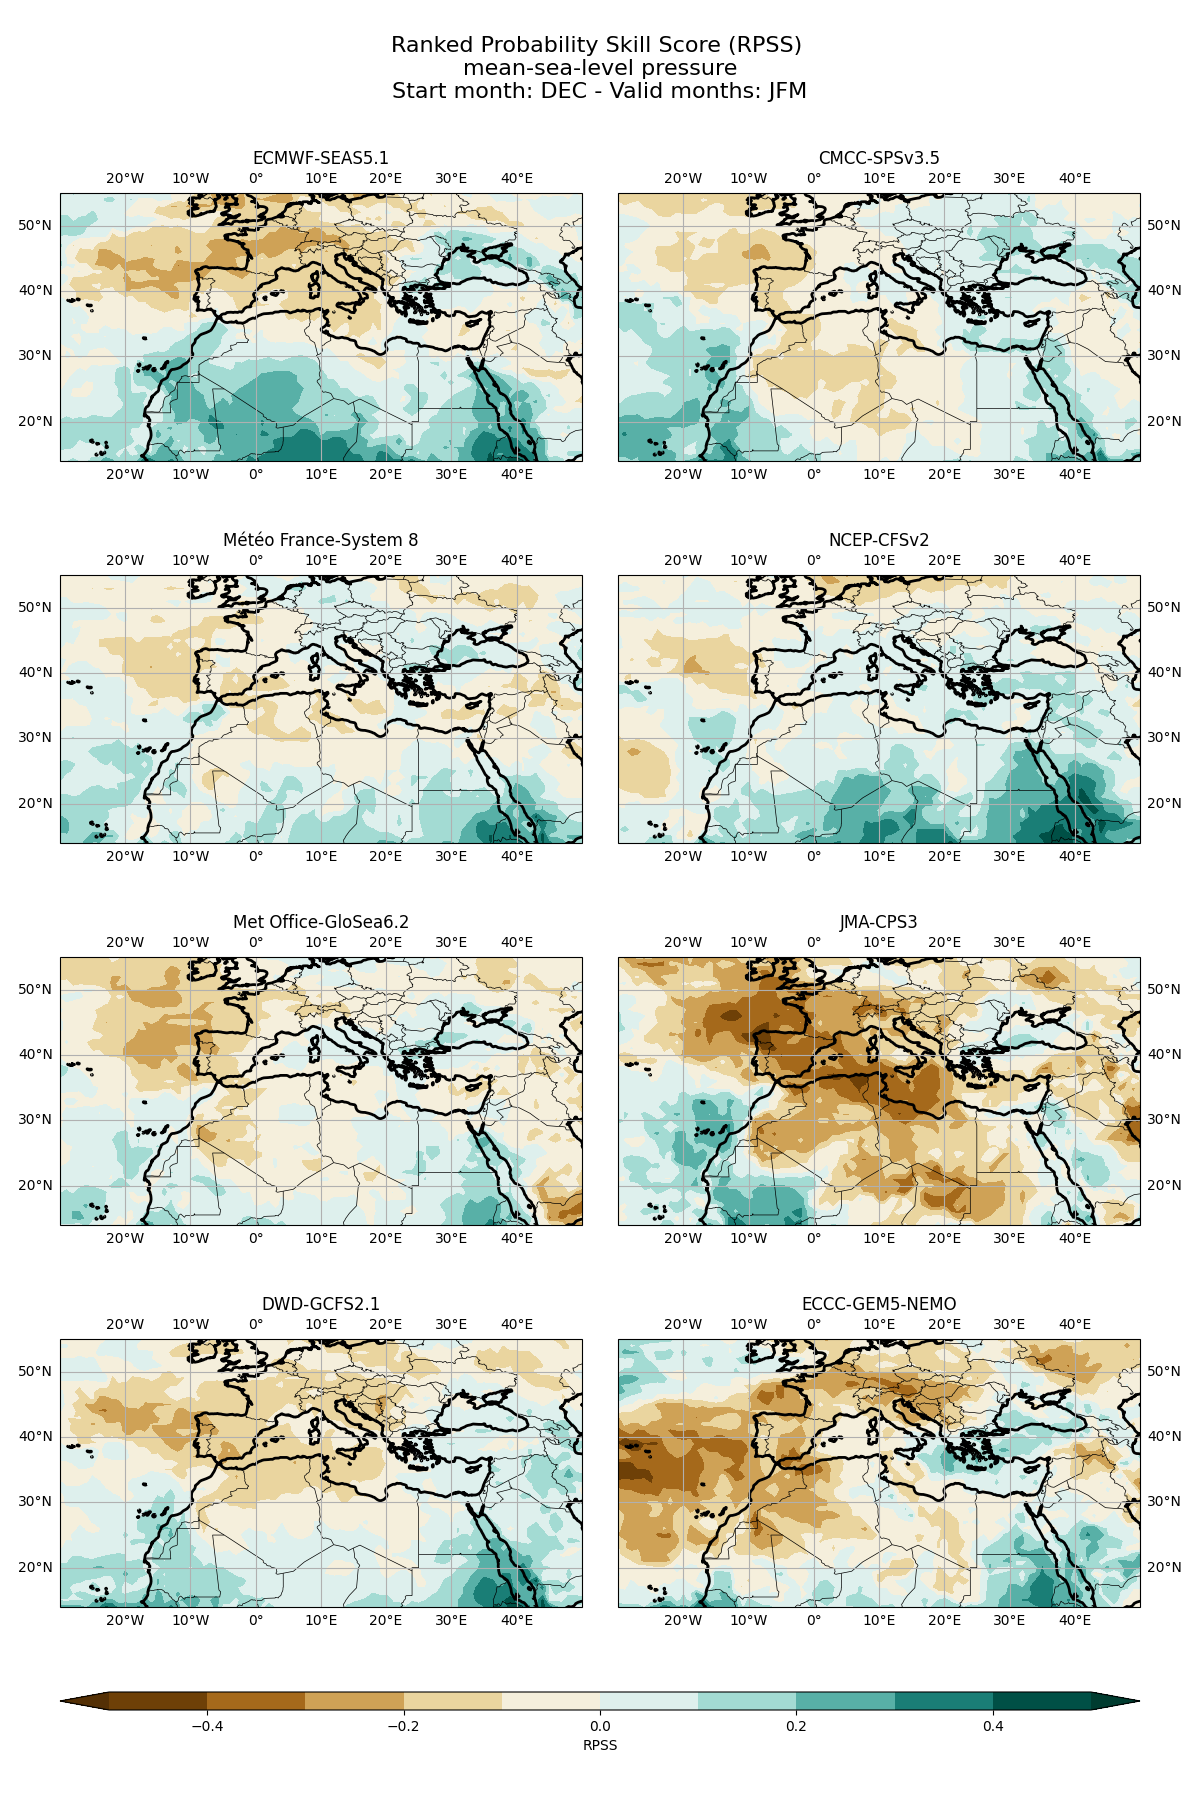 Ranked Probability Skill Score (RPSS)
mean-sea-level pressure
Start month: DEC - Valid months: JFM
ECMWF-SEAS5.1
20°W 10°W 0° 10°E 20°E 30°E 40°E
50°N
40°N
30°N
20°N
20°W 10°W 0° 10°E 20°E 30°E 40°E
CMCC-SPSv3.5
20°W 10°W 0° 10°E 20°E 30°E 40°E
50°N
40°N
30°N
20°N
20°W 10°W 0° 10°E 20°E 30°E 40°E
Météo France-System 8
20°W 10°W 0° 10°E 20°E 30°E 40°E
50°N
40°N
30°N
20°N
20°W 10°W 0° 10°E 20°E 30°E 40°E
NCEP-CFSv2
20°W 10°W 0° 10°E 20°E 30°E 40°E
50°N
40°N
30°N
20°N
20°W 10°W 0° 10°E 20°E 30°E 40°E
Met Office-GloSea6.2
20°W 10°W 0° 10°E 20°E 30°E 40°E
50°N
40°N
30°N
20°N
20°W 10°W 0° 10°E 20°E 30°E 40°E
JMA-CPS3
20°W 10°W 0° 10°E 20°E 30°E 40°E
50°N
40°N
30°N
20°N
20°W 10°W 0° 10°E 20°E 30°E 40°E
DWD-GCFS2.1
20°W 10°W 0° 10°E 20°E 30°E 40°E
50°N
40°N
30°N
20°N
20°W 10°W 0° 10°E 20°E 30°E 40°E
ECCC-GEM5-NEMO
20°W 10°W 0° 10°E 20°E 30°E 40°E
50°N
40°N
30°N
20°N
20°W 10°W 0° 10°E 20°E 30°E 40°E
−0.4 −0.2 0.0 0.2 0.4
RPSS